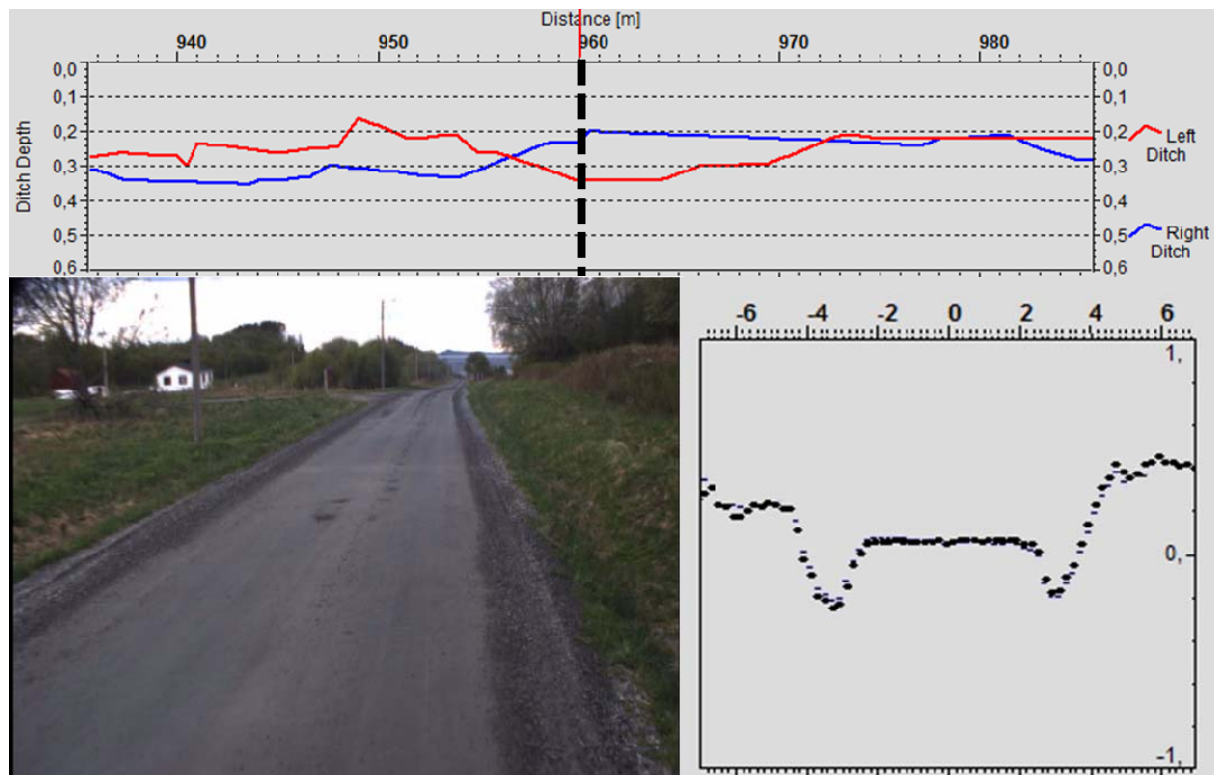 Distance [m]
940 950 960 970 980
Ditch Depth
0,0 0,0
0,1 0,1
0,2 0,2
0,3 0,3
0,4 0,4
0,5 0,5
0,6 0,6
Left
Ditch
Right
Ditch
-6 -4 -2 0 2 4 6
1,
0,
-1,